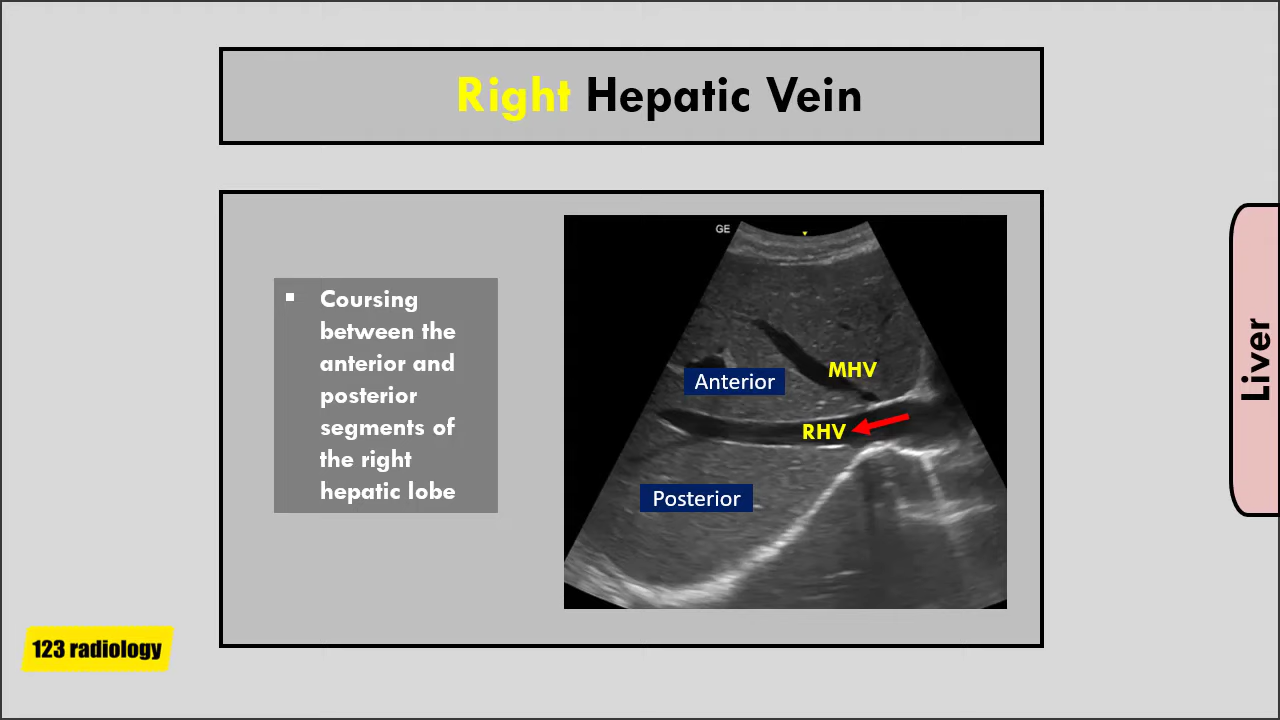 Right Hepatic Vein
▪ Coursing
between the
anterior and
posterior
segments of
the right
hepatic lobe
GE
MHV
Anterior
RHV
Posterior
Liver
123 radiology